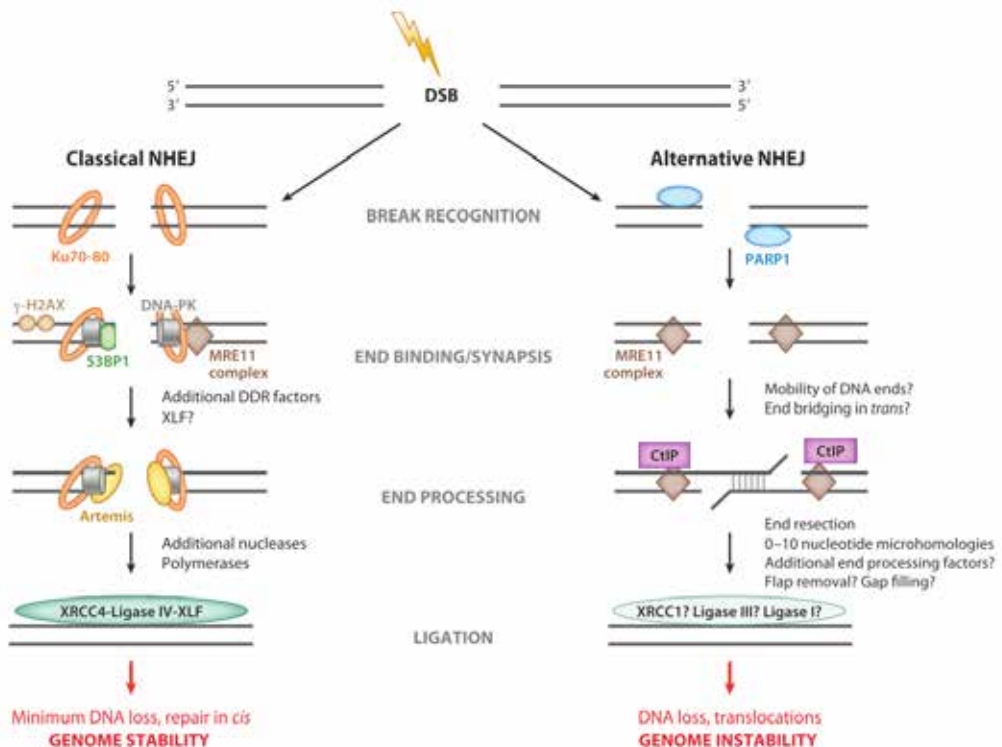 DSB
5'
3'
3'
5'
Classical NHEJ
Alternative NHEJ
BREAK RECOGNITION
Ku70-80
PARP1
γ-H2AX
DNA-PK
53BP1
MRE11
complex
END BINDING/SYNAPSIS
MRE11
complex
Additional DDR factors
XLF?
Mobility of DNA ends?
End bridging in trans?
CtIP
CtIP
Artemis
END PROCESSING
Additional nucleases
Polymerases
End resection
0–10 nucleotide microhomologies
Additional end processing factors?
Flap removal? Gap filling?
XRCC4-Ligase IV-XLF
XRCC1? Ligase III? Ligase I?
LIGATION
Minimum DNA loss, repair in cis
GENOME STABILITY
DNA loss, translocations
GENOME INSTABILITY